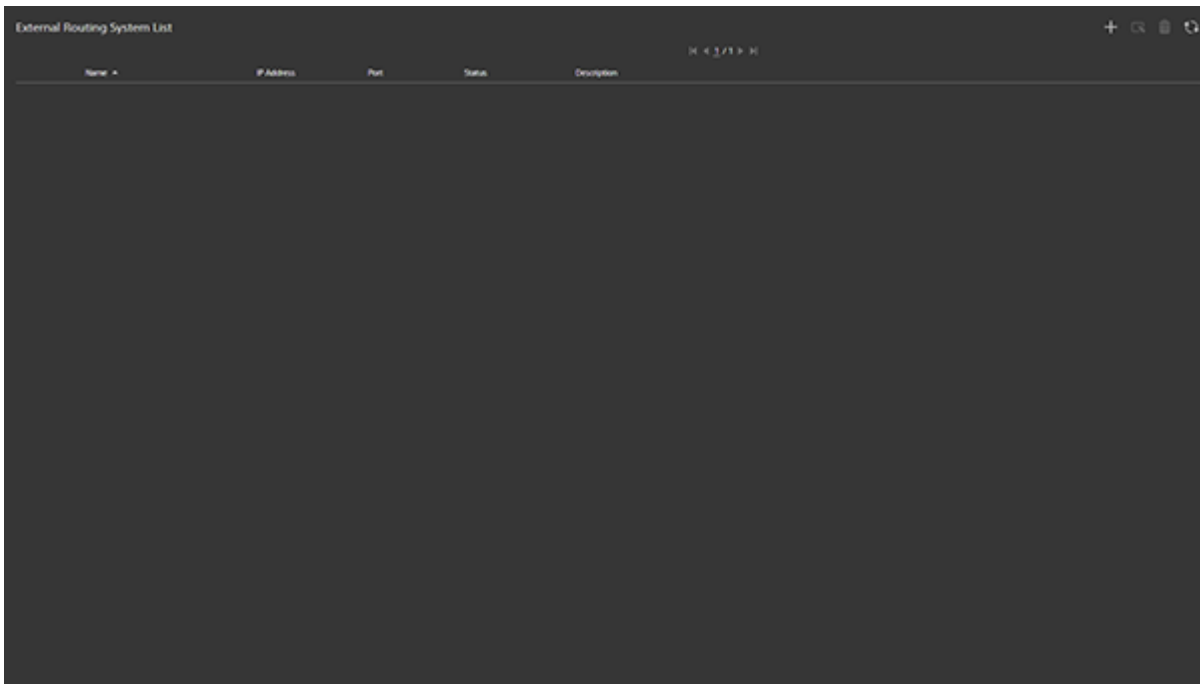 External Routing System List
1 / 1
Name IP Address Port Status Description